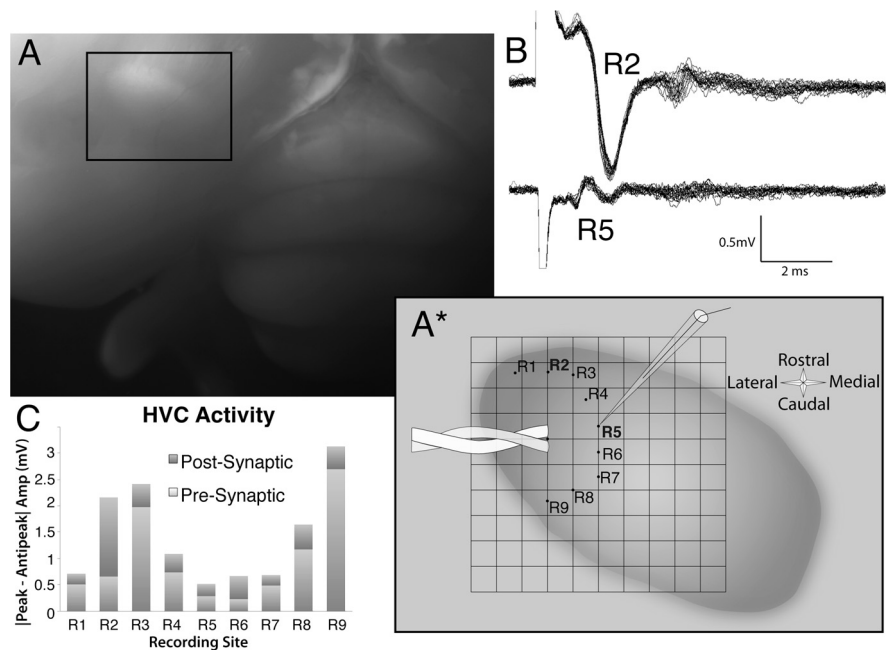 A
B
R2
R5
0.5mV
2 ms
A*
R1
R2
R3
R4
R5
R6
R7
R8
R9
Rostral
Lateral
Medial
Caudal
C
HVC Activity
|Peak - Antipeak| Amp (mV)
3
2.5
2
1.5
1
0.5
0
Post-Synaptic
Pre-Synaptic
R1 R2 R3 R4 R5 R6 R7 R8 R9
Recording Site